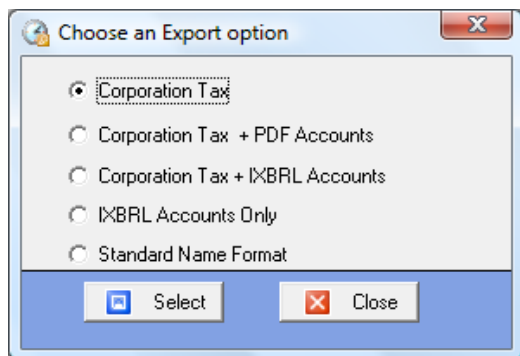 Choose an Export option
Corporation Tax
Corporation Tax + PDF Accounts
Corporation Tax + IXBRL Accounts
IXBRL Accounts Only
Standard Name Format
Select Close